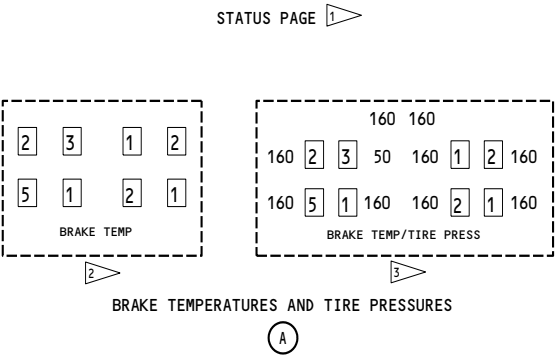 STATUS PAGE 1
160 160
2 3 1 2
160 2 3 50 160 1 2 160
5 1 2 1
160 5 1 160 160 2 1 160
BRAKE TEMP
BRAKE TEMP/TIRE PRESS
2
3
BRAKE TEMPERATURES AND TIRE PRESSURES
A